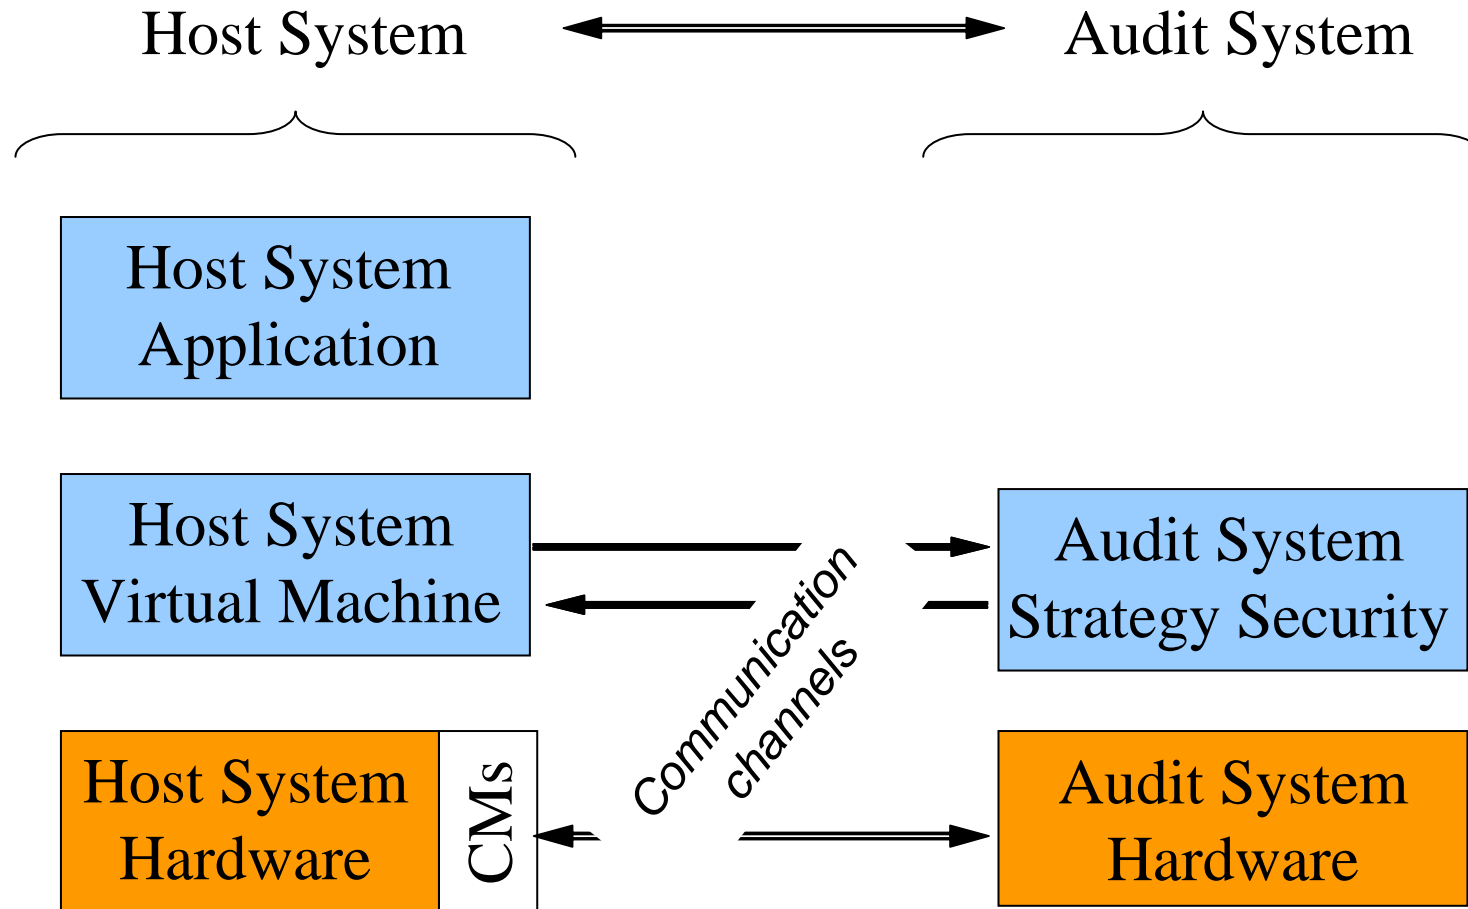 Host System
Audit System
Host System
Application
Host System
Virtual Machine
Audit System
Strategy Security
Communication
channels
Host System
Hardware
CMs
Audit System
Hardware